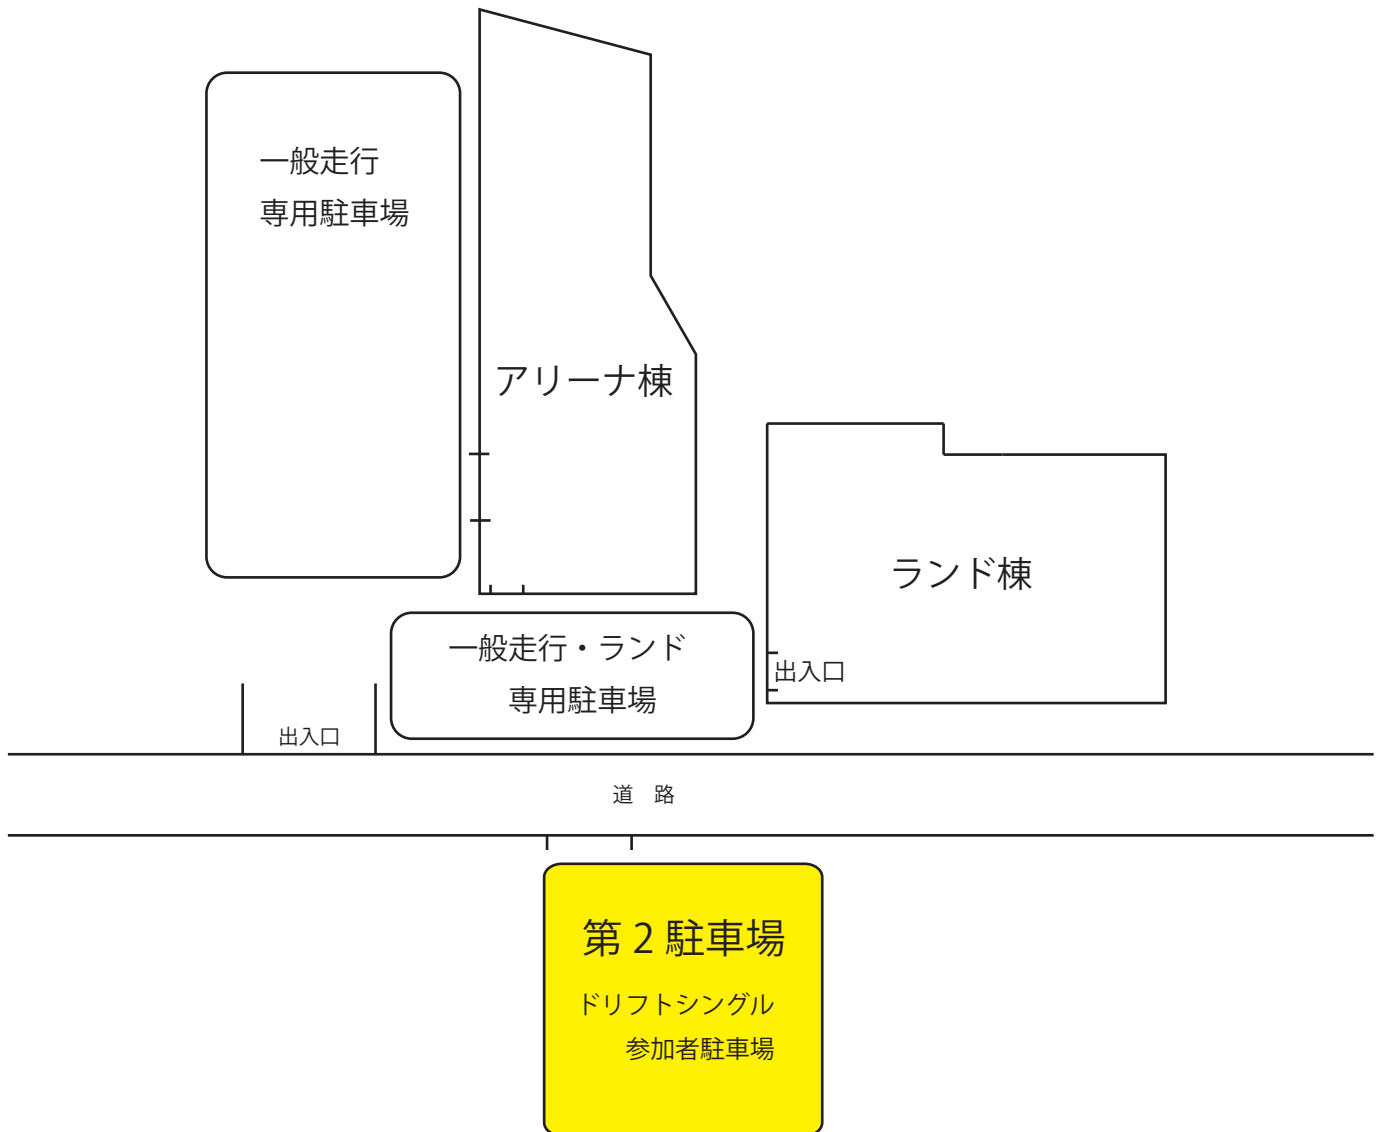 一般走行
専用駐車場
アリーナ棟
ランド棟
一般走行・ランド
専用駐車場
出入口
出入口
道　路
第２駐車場
ドリフトシングル
参加者駐車場